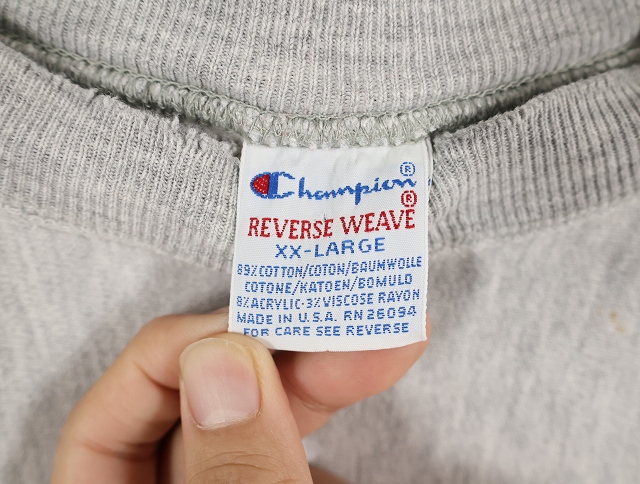 Champion®
REVERSE WEAVE®
XX-LARGE
89% COTTON/COTON/BAUMWOLLE
COTONE/KATOEN/BOMULD
8% ACRYLIC·3% VISCOSE RAYON
MADE IN U.S.A. RN 26094
FOR CARE SEE REVERSE